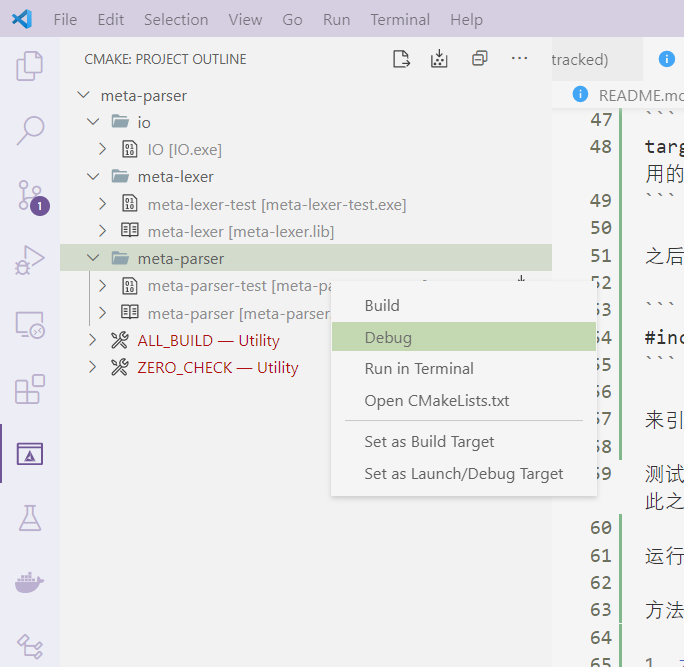 File Edit Selection View Go Run Terminal Help
CMAKE: PROJECT OUTLINE
tracked)
meta-parser
README.mc
io
IO [IO.exe]
meta-lexer
meta-lexer-test [meta-lexer-test.exe]
meta-lexer [meta-lexer.lib]
meta-parser
meta-parser-test [meta-pa
meta-parser [meta-parser
ALL_BUILD — Utility
ZERO_CHECK — Utility
1
Build
Debug
Run in Terminal
Open CMakeLists.txt
Set as Build Target
Set as Launch/Debug Target
47 ```
48 targ
用的
49 ```
50
51 之后
52
53 ```
54 #inc
55 ```
56
57 来引
58
59 测试
此之
60
61 运行
62
63 方法
64
65 1.